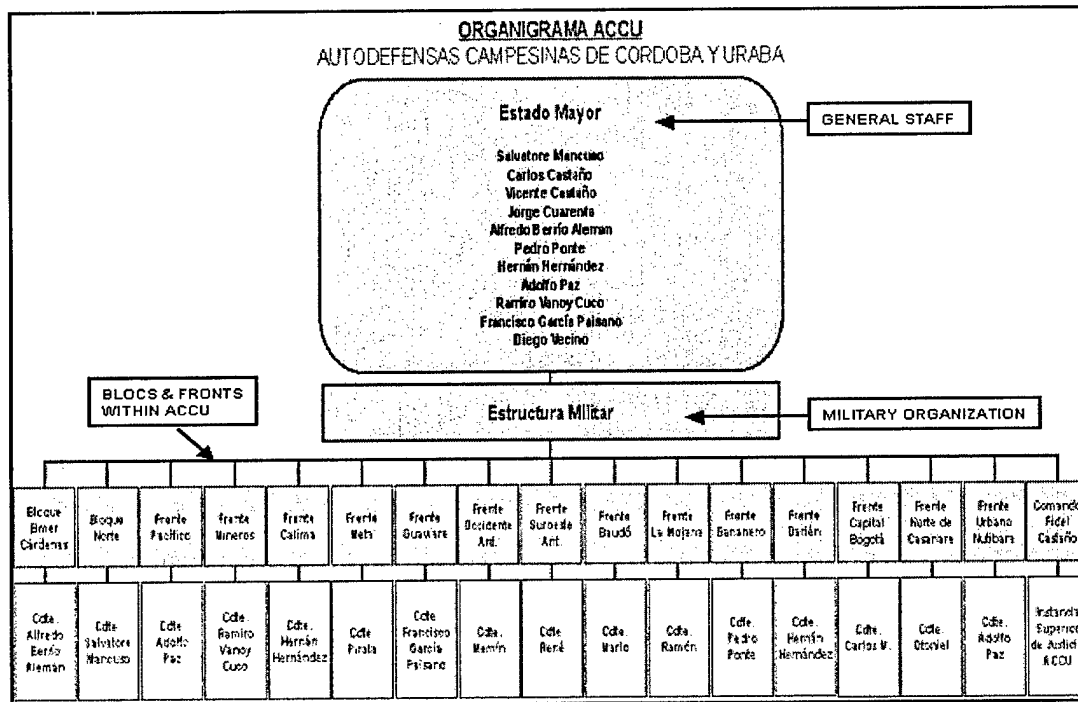 ORGANIGRAMA ACCU
AUTODEFENSAS CAMPESINAS DE CORDOBA Y URABA
Estado Mayor
GENERAL STAFF
Salvatore Mancuso
Carlos Castaño
Vicente Castaño
Jorge Cuarenta
Alfredo Berrío Aleman
Pedro Ponte
Hernán Hernández
Adolfo Paz
Ramiro Vanoy Cuco
Francisco García Paisano
Diego Vecino
BLOCS & FRONTS
WITHIN ACCU
Estructura Militar
MILITARY ORGANIZATION
Bloque
Elmer
Cárdenas
Bloque
Norte
Frente
Pacífico
Frente
Mineros
Frente
Calima
Frente
Meta
Frente
Guaviare
Frente
Occidente
Ant.
Frente
Suroeste
Ant.
Frente
Baudó
Frente
La Mojana
Frente
Bananero
Frente
Darién
Frente
Capital
Bogotá
Frente
Norte de
Casanare
Frente
Urbano
Nutibara
Comando
Fidel
Castaño
Cdte.
Alfredo
Berrío
Alemán
Cdte
Salvatore
Mancuso
Cdte
Adolfo
Paz
Cdte.
Ramiro
Vanoy
Cuco
Cdte.
Hernán
Hernández
Cdte
Pirata
Cdte
Francisco
García
Paisano
Cdte.
Cdte.
René
Cdte.
Mario
Cdte.
Ramón
Cdte.
Pedro
Ponte
Cdte.
Hernán
Hernández
Cdte.
Carlos M.
Cdte.
Otoniel
Cdte.
Adolfo
Paz
Instancia
Superior
de Justicia
ACCU